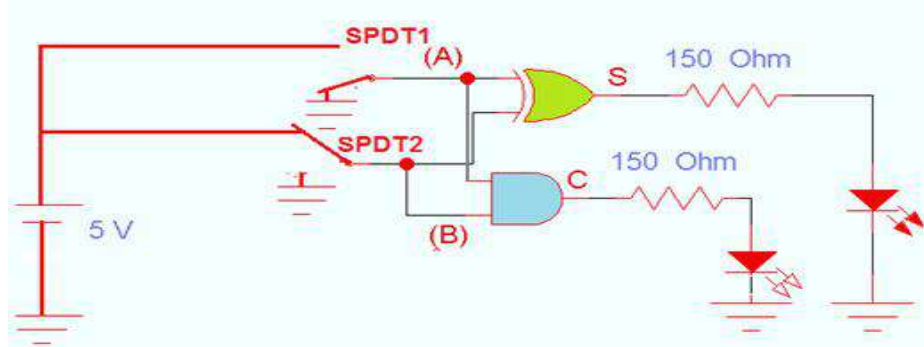 SPDT1
(A)
S
150 Ohm
SPDT2
150 Ohm
C
5 V
(B)